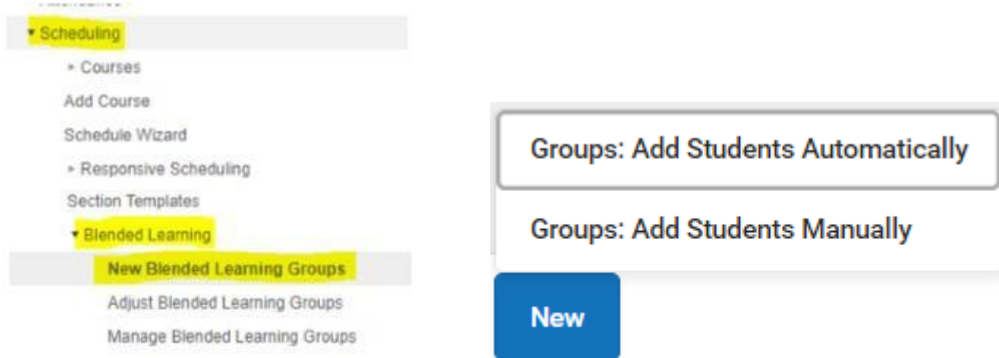 Scheduling
Courses
Add Course
Schedule Wizard
Responsive Scheduling
Section Templates
Blended Learning
New Blended Learning Groups
Adjust Blended Learning Groups
Manage Blended Learning Groups
Groups: Add Students Automatically
Groups: Add Students Manually
New